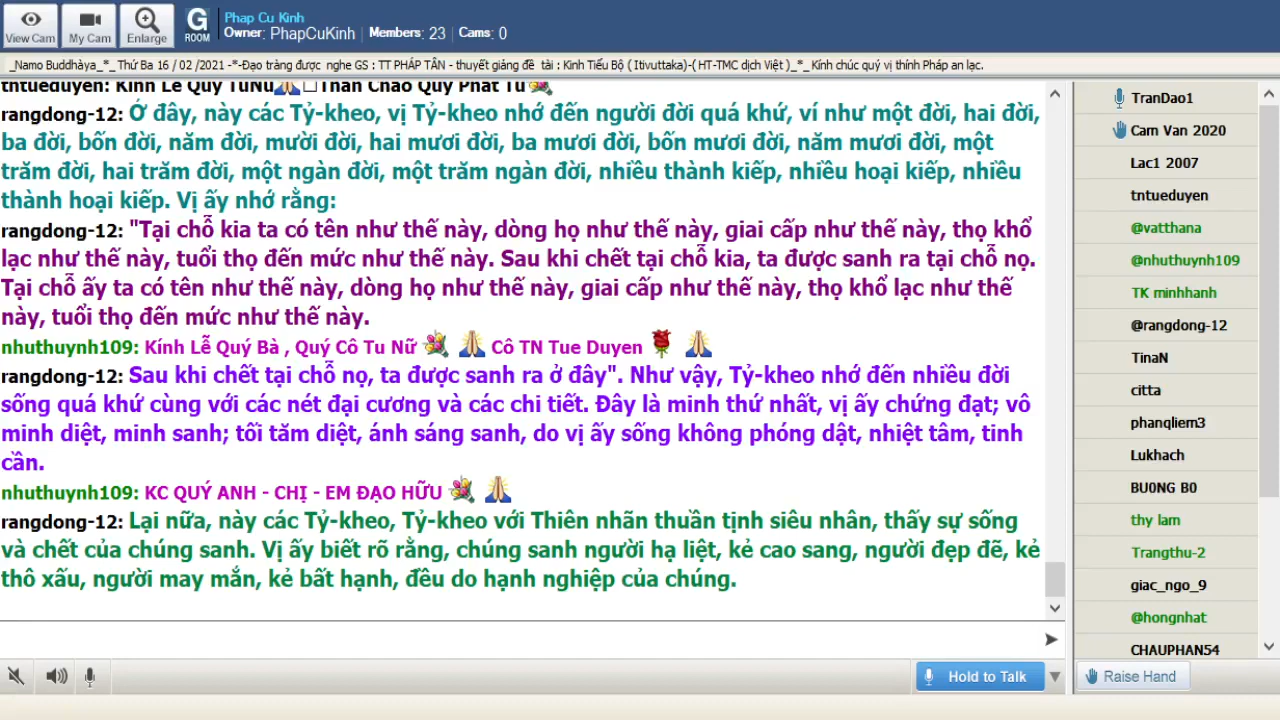 View Cam
My Cam
Enlarge
G
ROOM
Phap Cu Kinh
Owner: PhapCuKinh | Members: 23 | Cams: 0
_Namo Buddhàya_*_ Thứ Ba 16 / 02 /2021 -*-Đạo tràng được nghe GS : TT PHÁP TÂN - thuyết giảng đề tài : Kinh Tiểu Bộ ( Itivuttaka)-( HT-TMC dịch Việt )_*_ Kính chúc quý vị thính Pháp an lạc.
tntueduyen: Kính Lễ Quý TuNữ🙏□Thân Chào Quý Phật Tử💐
rangdong-12: Ở đây, này các Tỷ-kheo, vị Tỷ-kheo nhớ đến người đời quá khứ, ví như một đời, hai đời,
ba đời, bốn đời, năm đời, mười đời, hai mươi đời, ba mươi đời, bốn mươi đời, năm mươi đời, một
trăm đời, hai trăm đời, một ngàn đời, một trăm ngàn đời, nhiều thành kiếp, nhiều hoại kiếp, nhiều
thành hoại kiếp. Vị ấy nhớ rằng:
rangdong-12: "Tại chỗ kia ta có tên như thế này, dòng họ như thế này, giai cấp như thế này, thọ khổ
lạc như thế này, tuổi thọ đến mức như thế này. Sau khi chết tại chỗ kia, ta được sanh ra tại chỗ nọ.
Tại chỗ ấy ta có tên như thế này, dòng họ như thế này, giai cấp như thế này, thọ khổ lạc như thế
này, tuổi thọ đến mức như thế này.
nhuthuynh109: Kính Lễ Quý Bà , Quý Cô Tu Nữ 💐 🙏 Cô TN Tue Duyen 🌹 🙏
rangdong-12: Sau khi chết tại chỗ nọ, ta được sanh ra ở đây". Như vậy, Tỷ-kheo nhớ đến nhiều đời
sống quá khứ cùng với các nét đại cương và các chi tiết. Đây là minh thứ nhất, vị ấy chứng đạt; vô
minh diệt, minh sanh; tối tăm diệt, ánh sáng sanh, do vị ấy sống không phóng dật, nhiệt tâm, tinh
cần.
nhuthuynh109: KC QUÝ ANH - CHỊ - EM ĐẠO HỮU 💐 🙏
rangdong-12: Lại nữa, này các Tỷ-kheo, Tỷ-kheo với Thiên nhãn thuần tịnh siêu nhân, thấy sự sống
và chết của chúng sanh. Vị ấy biết rõ rằng, chúng sanh người hạ liệt, kẻ cao sang, người đẹp đẽ, kẻ
thô xấu, người may mắn, kẻ bất hạnh, đều do hạnh nghiệp của chúng.
TranDao1
Cam Van 2020
Lac1 2007
tntueduyen
@vatthana
@nhuthuynh109
TK minhhanh
@rangdong-12
TinaN
citta
phanqliem3
Lukhach
BU0NG B0
thy lam
Trangthu-2
giac_ngo_9
@hongnhat
CHAUPHAN54
Hold to Talk
Raise Hand